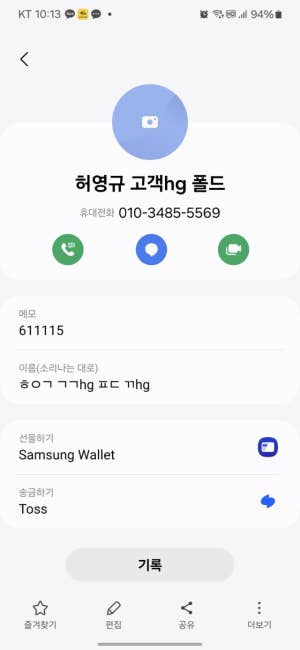 KT 10:13
94%
허영규 고객hg 폴드
휴대전화 010-3485-5569
메모
611115
이름(소리나는 대로)
ㅎㅇㄱ ㄱㄱhg ㅍㄷ ㄲhg
선물하기
Samsung Wallet
송금하기
Toss
기록
즐겨찾기 편집 공유 더보기